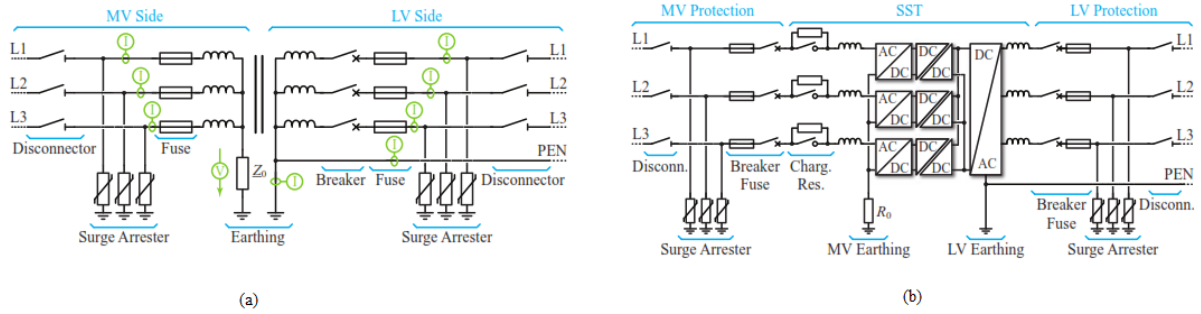 MV Side
LV Side
L1
L2
L3
I
I
I
I
I
I
I
I
V
Z0
L1
L2
L3
PEN
Disconnector
Fuse
Breaker
Fuse
Disconnector
Surge Arrester
Earthing
Surge Arrester
(a)
MV Protection
SST
LV Protection
L1
L2
L3
AC
DC
DC
DC
AC
DC
DC
DC
AC
DC
DC
DC
DC
AC
L1
L2
L3
PEN
Disconn.
Breaker
Fuse
Charg.
Res.
R0
Breaker
Fuse
Disconn.
Surge Arrester
MV Earthing
LV Earthing
Surge Arrester
(b)